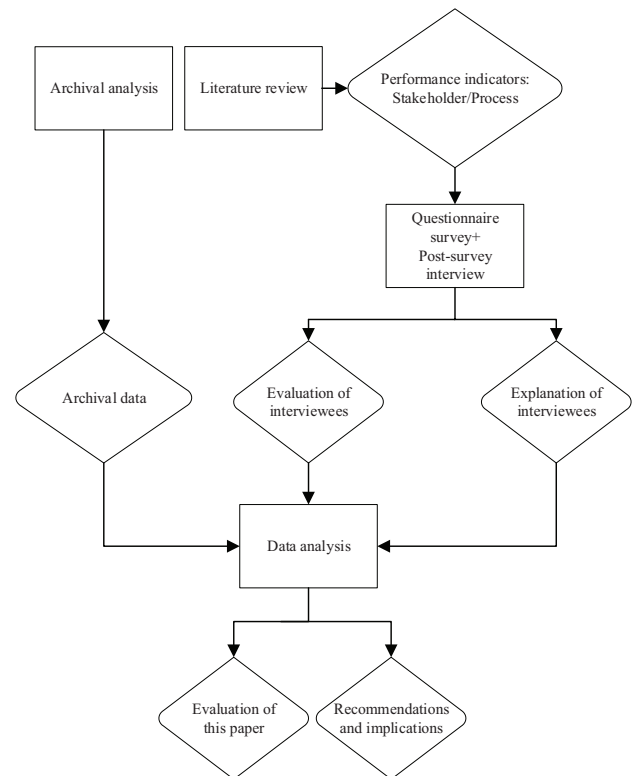 Archival analysis
Literature review
Performance indicators:
Stakeholder/Process
Questionnaire
survey+
Post-survey
interview
Archival data
Evaluation of
interviewees
Explanation of
interviewees
Data analysis
Evaluation of
this paper
Recommendations
and implications